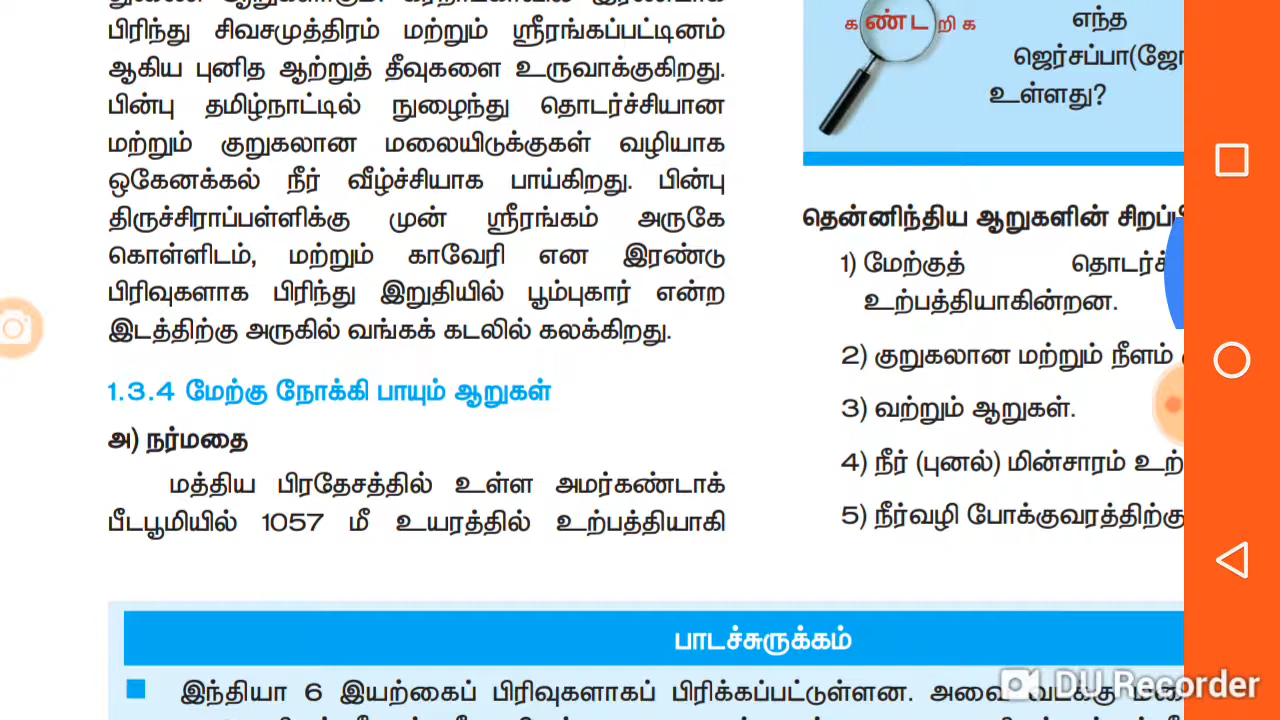 பிரிந்து சிவசமுத்திரம் மற்றும் ஸ்ரீரங்கப்பட்டினம்
ஆகிய புனித ஆற்றுத் தீவுகளை உருவாக்குகிறது.
பின்பு தமிழ்நாட்டில் நுழைந்து தொடர்ச்சியான
மற்றும் குறுகலான மலையிடுக்குகள் வழியாக
ஒகேனக்கல் நீர் வீழ்ச்சியாக பாய்கிறது. பின்பு
திருச்சிராப்பள்ளிக்கு முன் ஸ்ரீரங்கம் அருகே
கொள்ளிடம், மற்றும் காவேரி என இரண்டு
பிரிவுகளாக பிரிந்து இறுதியில் பூம்புகார் என்ற
இடத்திற்கு அருகில் வங்கக் கடலில் கலக்கிறது.
1.3.4 மேற்கு நோக்கி பாயும் ஆறுகள்
அ) நர்மதை
மத்திய பிரதேசத்தில் உள்ள அமர்கண்டாக்
பீடபூமியில் 1057 மீ உயரத்தில் உற்பத்தியாகி
கண்டறிக
எந்த
ஜெர்சப்பா(ஜோ
உள்ளது?
தென்னிந்திய ஆறுகளின்
1) மேற்குத்
உற்பத்தியாகின்றன.
2) குறுகலான மற்றும் நீளம்
3) வற்றும் ஆறுகள்.
4) நீர் (புனல்) மின்சாரம்
5) நீர்வழி போக்குவரத்திற்கு
பாடச்சுருக்கம்
இந்தியா 6 இயற்கைப் பிரிவுகளாகப் பிரிக்கப்பட்டுள்ளன. அவை வடக்கு
DU Recorder